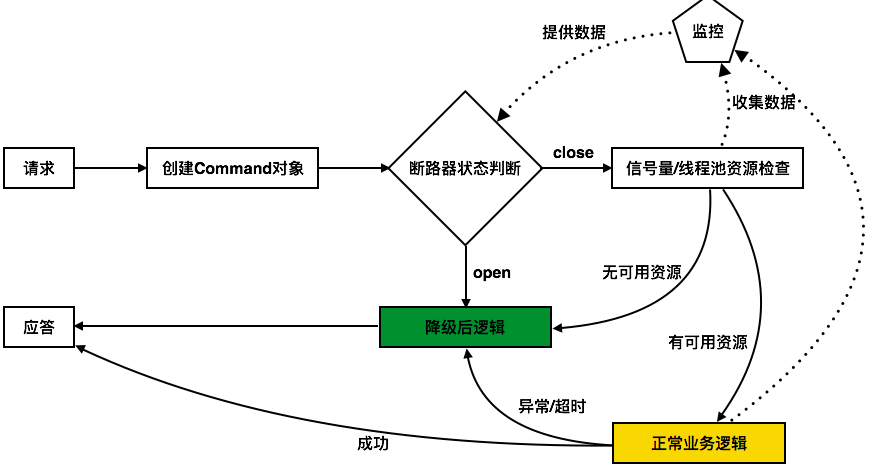 监控
提供数据
收集数据
请求
创建Command对象
断路器状态判断
close
信号量/线程池资源检查
open
无可用资源
应答
降级后逻辑
有可用资源
异常/超时
成功
正常业务逻辑